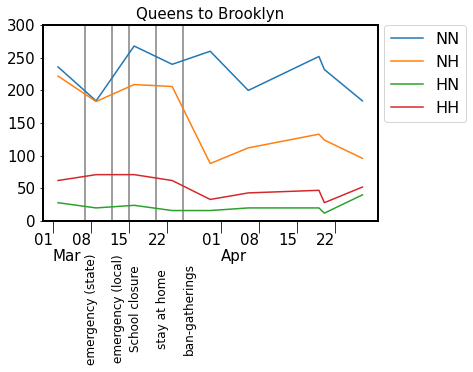 Queens to Brooklyn
300
250
200
150
100
50
0
NN
NH
HN
HH
01 08 15 22 01 08 15 22
Mar Apr
emergency (state)
emergency (local)
School closure
stay at home
ban-gatherings